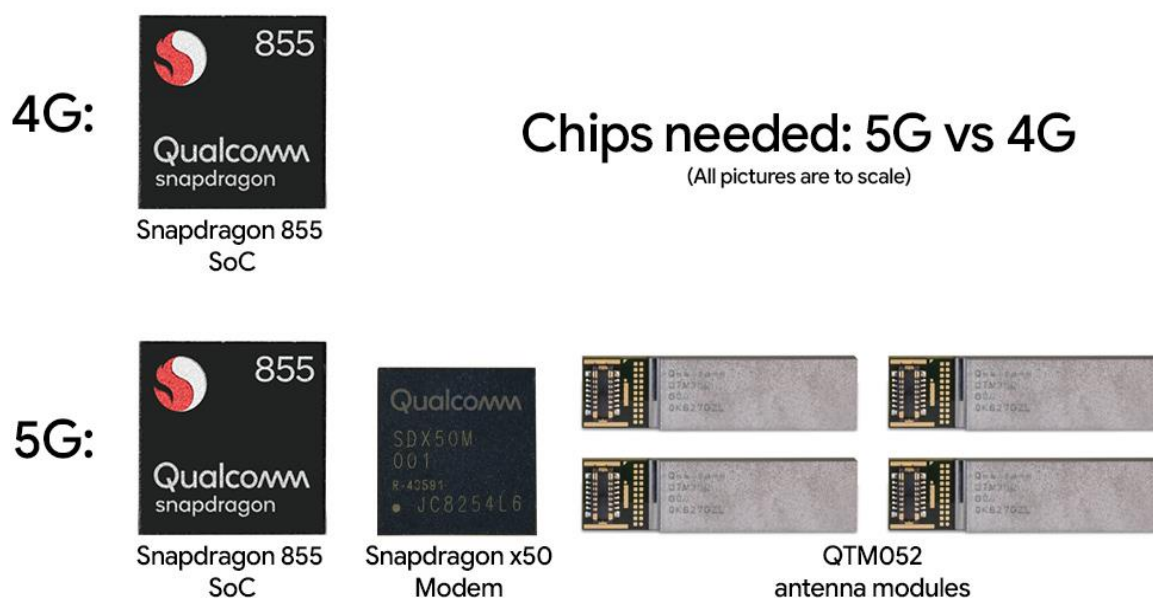 4G:
855
Qualcomm
snapdragon
Snapdragon 855
SoC
Chips needed: 5G vs 4G
(All pictures are to scale)
5G:
855
Qualcomm
snapdragon
Snapdragon 855
SoC
Qualcomm
SDX50M
001
R-43591
JC8254L6
Snapdragon x50
Modem
QTM052
antenna modules